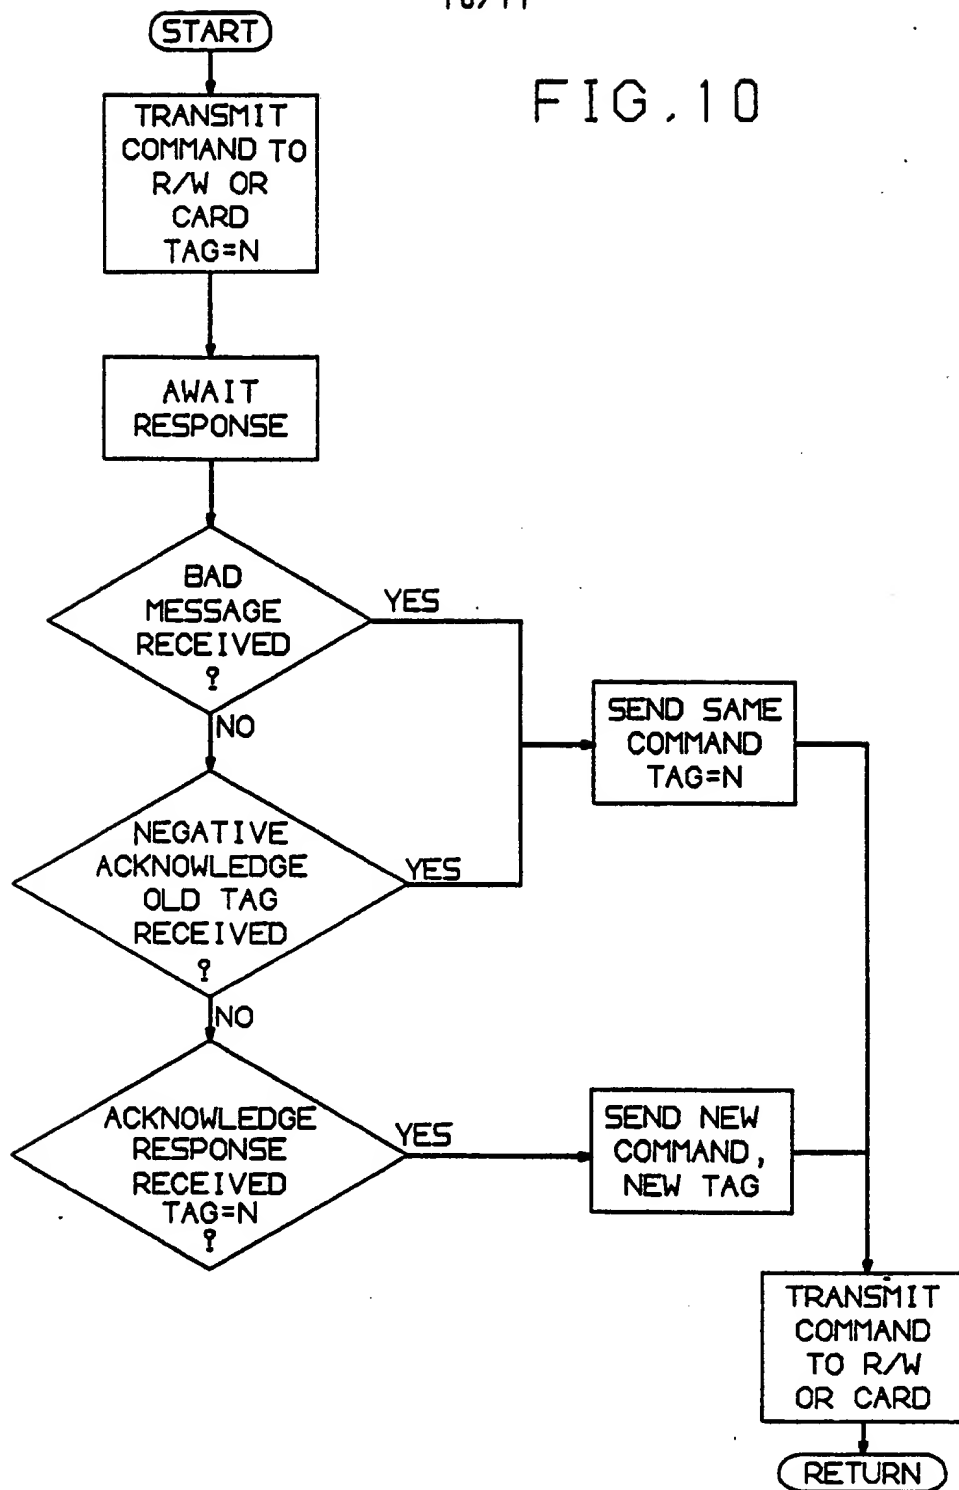 START
FIG.10
TRANSMIT
COMMAND TO
R/W OR
CARD
TAG=N
AWAIT
RESPONSE
BAD
MESSAGE
RECEIVED
?
YES
NO
SEND SAME
COMMAND
TAG=N
NEGATIVE
ACKNOWLEDGE
OLD TAG
RECEIVED
?
YES
NO
ACKNOWLEDGE
RESPONSE
RECEIVED
TAG=N
?
YES
SEND NEW
COMMAND,
NEW TAG
TRANSMIT
COMMAND
TO R/W
OR CARD
RETURN